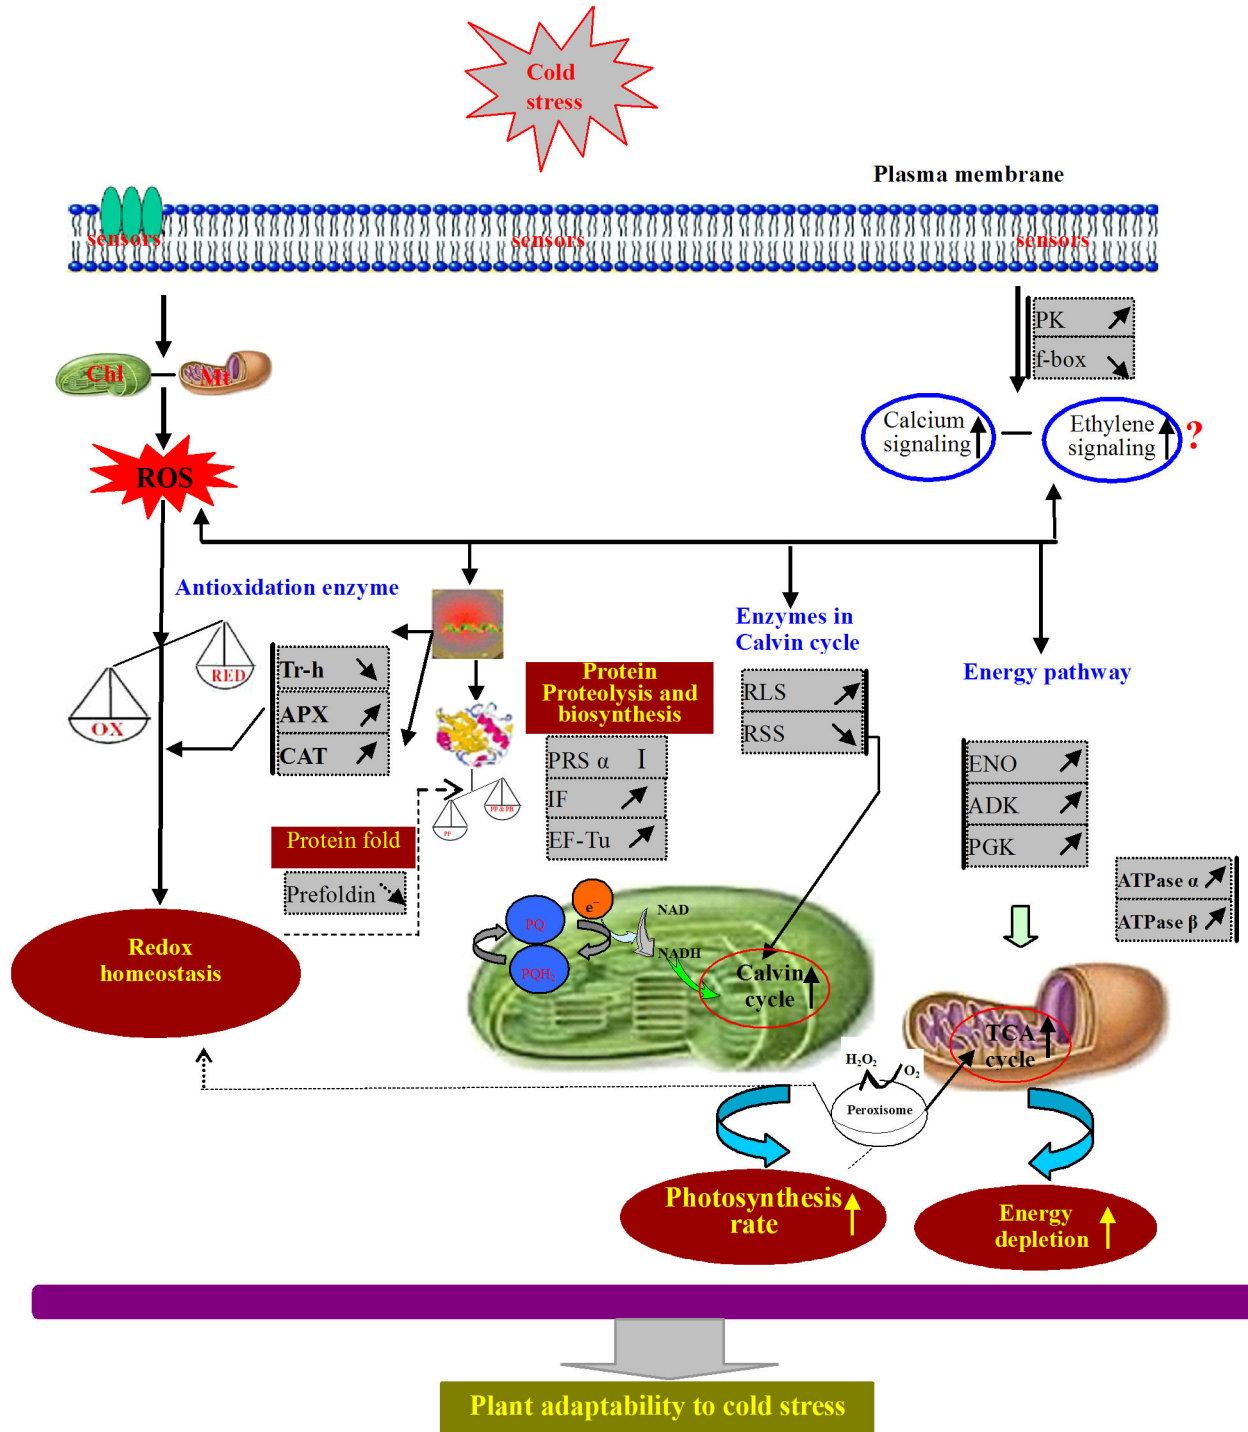 Cold
stress
Plasma membrane
sensors
sensors
sensors
PK
f-box
Chl
Mt
Calcium
signaling
Ethylene
signaling
?
ROS
Antioxidation enzyme
Enzymes in
Calvin cycle
Energy pathway
RED
OX
Tr-h
APX
CAT
Protein
Proteolysis and
biosynthesis
RLS
RSS
PRS α I
IF
EF-Tu
ENO
ADK
PGK
PF
PF & PB
Protein fold
Prefoldin
ATPase α
ATPase β
e⁻
PQ
PQH₂
NAD
NADH
Calvin
cycle
Redox
homeostasis
TCA
cycle
H₂O₂
O₂
Peroxisome
Photosynthesis
rate
Energy
depletion
Plant adaptability to cold stress